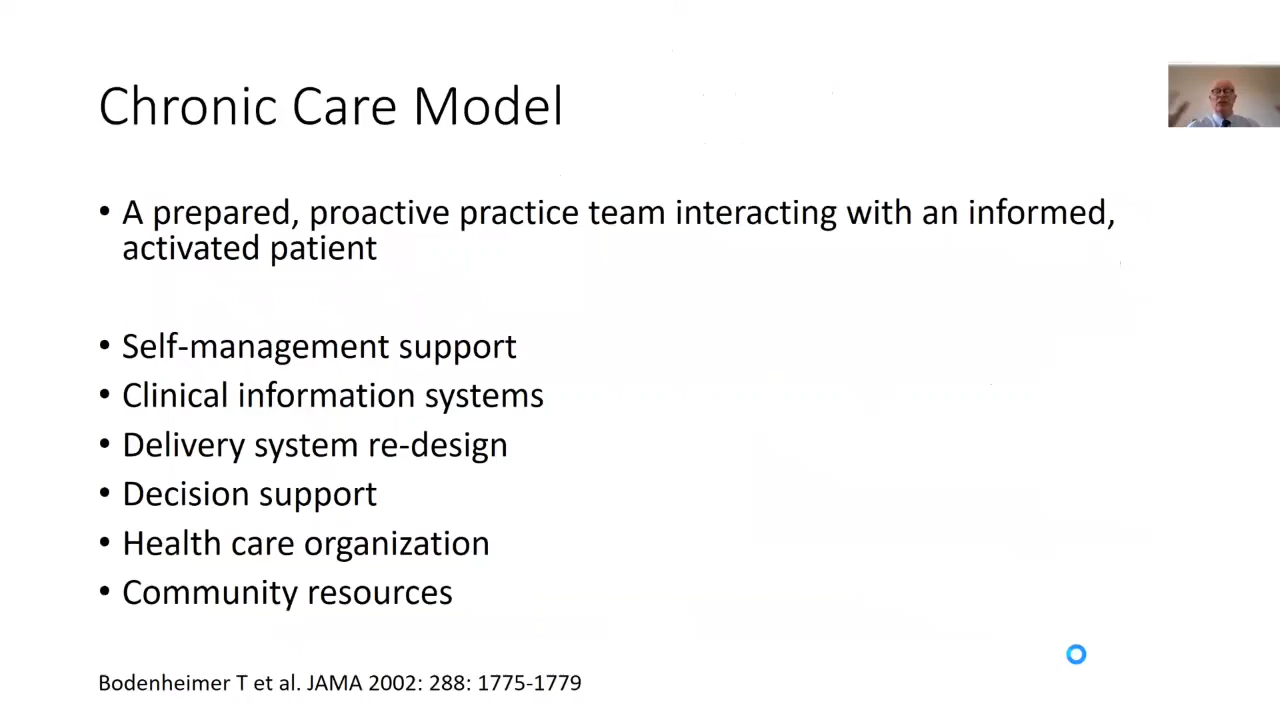 Chronic Care Model
• A prepared, proactive practice team interacting with an informed,
activated patient
• Self-management support
• Clinical information systems
• Delivery system re-design
• Decision support
• Health care organization
• Community resources
Bodenheimer T et al. JAMA 2002: 288: 1775-1779